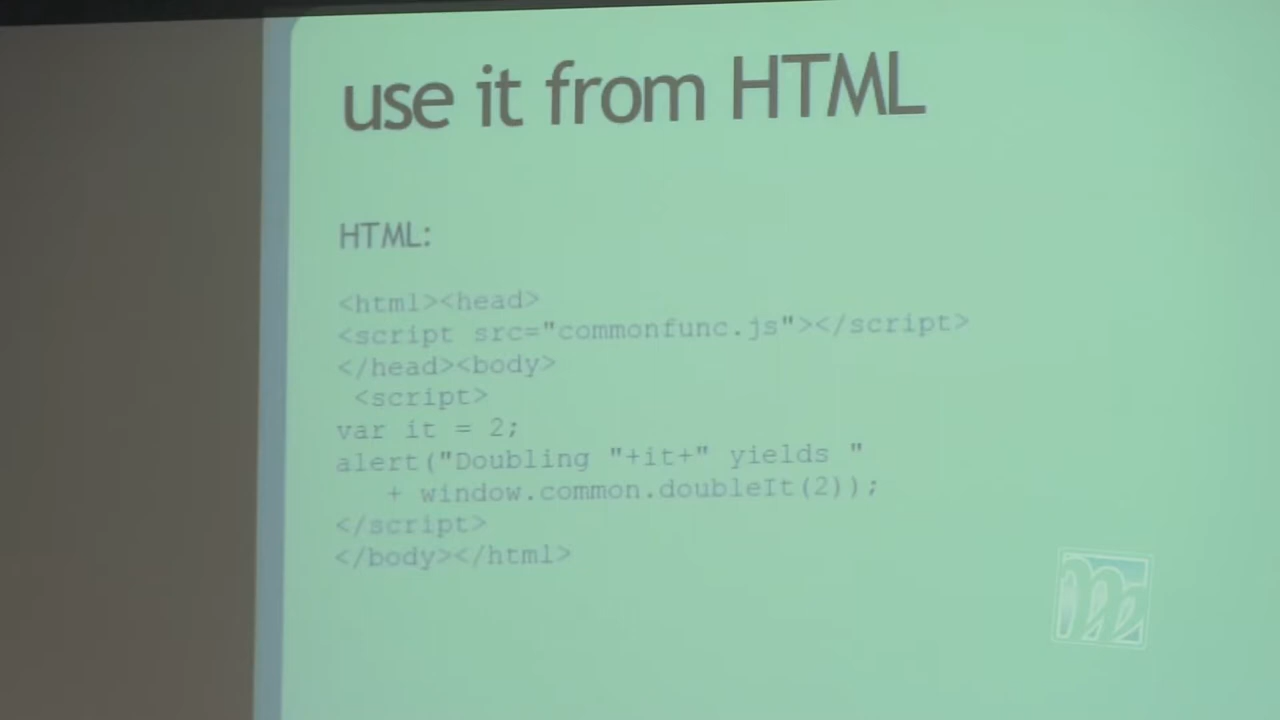 use it from HTML
HTML:
<html><head>
<script src="commonfunc.js"></script>
</head><body>
 <script>
var it = 2;
alert("Doubling "+it+" yields "
   + window.common.doubleIt(2));
</script>
</body></html>